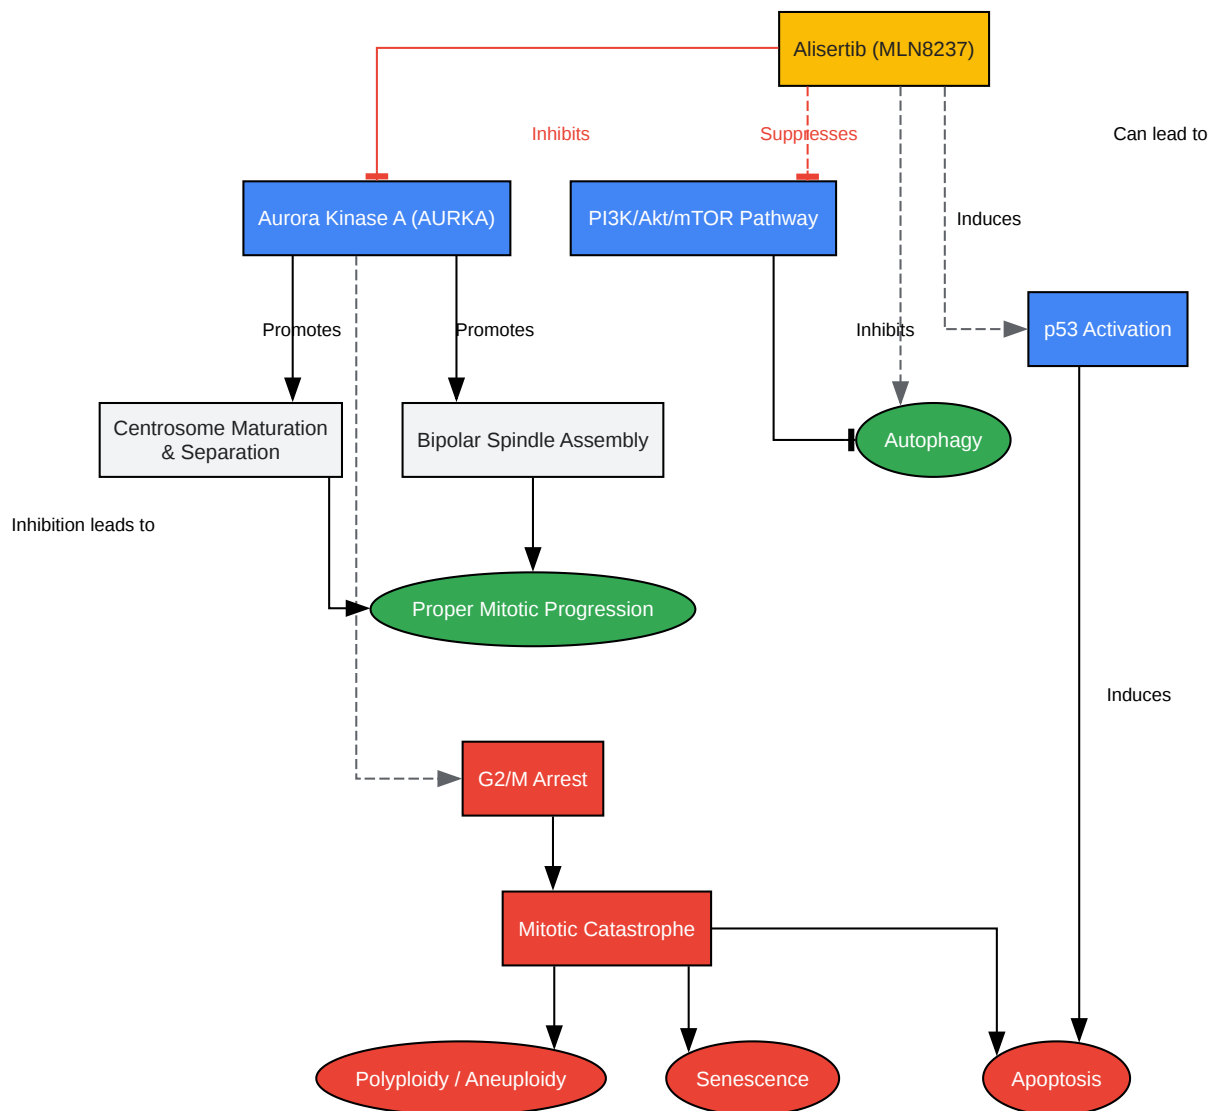 Alisertib (MLN8237)
Inhibits
Suppresses
Can lead to
Aurora Kinase A (AURKA)
PI3K/Akt/mTOR Pathway
Induces
Promotes
Promotes
Inhibits
p53 Activation
Centrosome Maturation
& Separation
Bipolar Spindle Assembly
Autophagy
Inhibition leads to
Proper Mitotic Progression
Induces
G2/M Arrest
Mitotic Catastrophe
Polyploidy / Aneuploidy
Senescence
Apoptosis